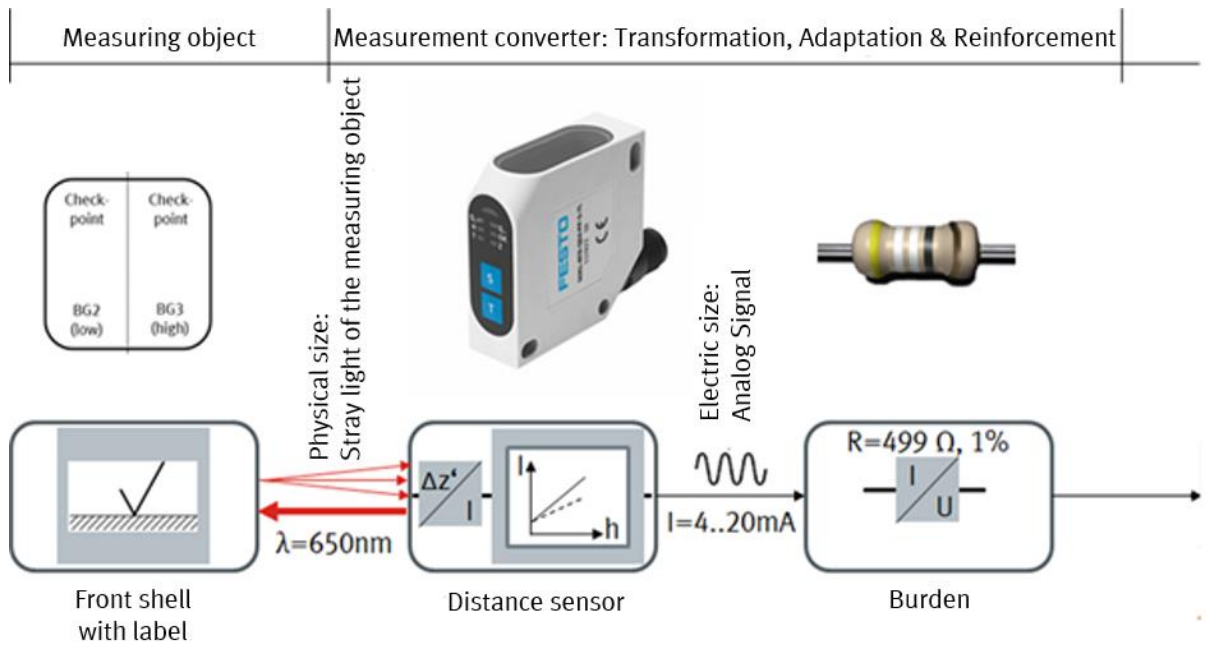 Measuring object
Measurement converter: Transformation, Adaptation & Reinforcement
Check-
point
Check-
point
BG2
(low)
BG3
(high)
Physical size:
Stray light of the measuring object
S
T
FESTO
CE
Electric size:
Analog Signal
λ=650nm
Δz‘
I
I
h
I=4..20mA
R=499 Ω, 1%
I
U
Front shell
with label
Distance sensor
Burden